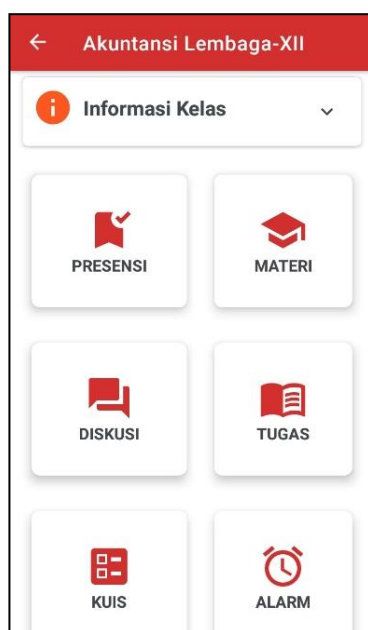 Akuntansi Lembaga-XII
Informasi Kelas
PRESENSI
MATERI
DISKUSI
TUGAS
KUIS
ALARM